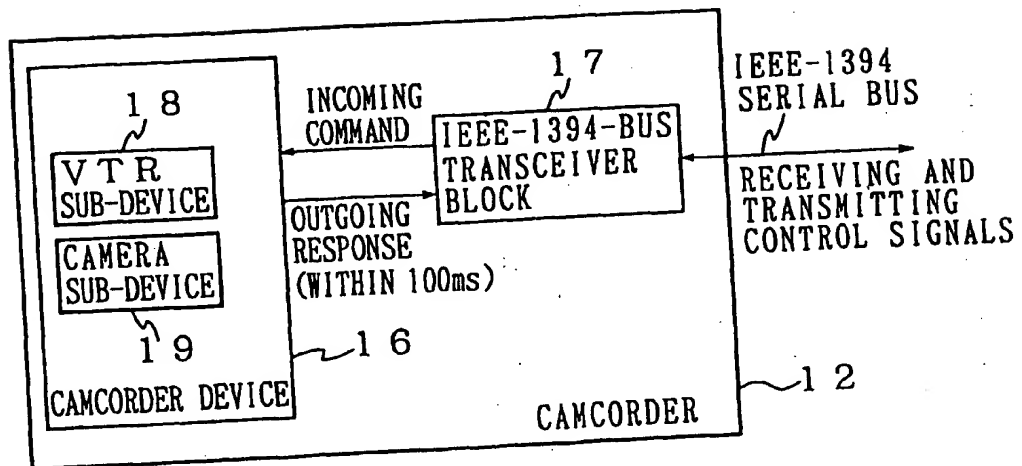 18
VTR
SUB-DEVICE
CAMERA
SUB-DEVICE
19
CAMCORDER DEVICE
INCOMING
COMMAND
OUTGOING
RESPONSE
(WITHIN 100ms)
16
17
IEEE-1394-BUS
TRANSCEIVER
BLOCK
IEEE-1394
SERIAL BUS
RECEIVING AND
TRANSMITTING
CONTROL SIGNALS
12
CAMCORDER